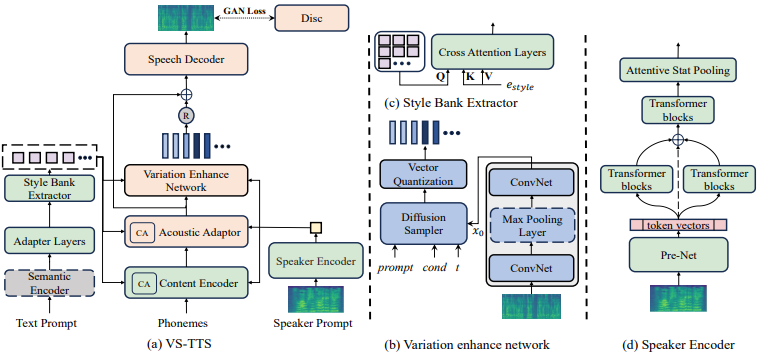 GAN Loss
Disc
Speech Decoder
R
Variation Enhance
Network
Style Bank
Extractor
CA
Acoustic Adaptor
Adapter Layers
Speaker Encoder
Semantic
Encoder
CA
Content Encoder
Text Prompt
Phonemes
Speaker Prompt
(a) VS-TTS
Cross Attention Layers
Q
K
V
e_style
(c) Style Bank Extractor
Vector
Quantization
ConvNet
Diffusion
Sampler
x_0
Max Pooling
Layer
prompt
cond
t
ConvNet
(b) Variation enhance network
Attentive Stat Pooling
Transformer
blocks
Transformer
blocks
Transformer
blocks
token vectors
Pre-Net
(d) Speaker Encoder